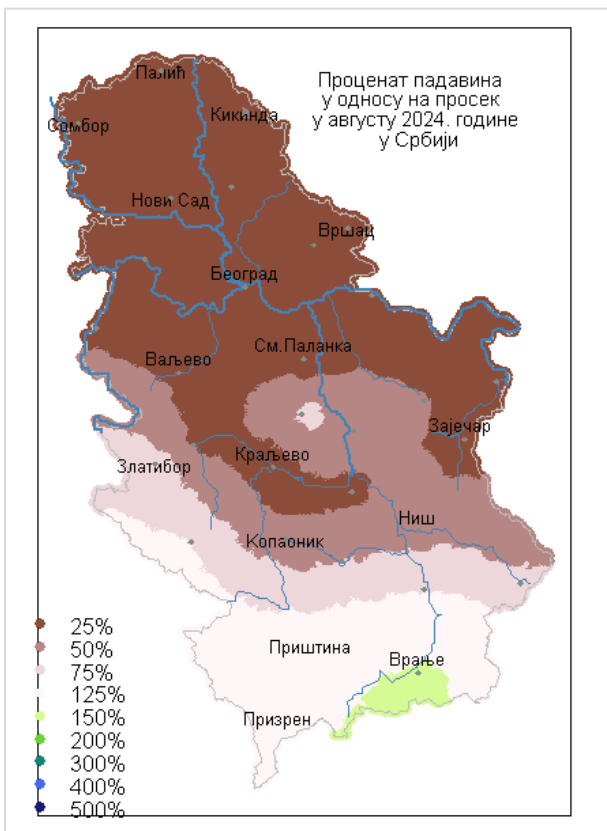 Проценат падавина
у односу на просек
у августу 2024. године
у Србији
Палић
Сомбор
Кикинда
Нови Сад
Вршац
Београд
См.Паланка
Ваљево
Зајечар
Краљево
Златибор
Ниш
Копаоник
Приштина
Врање
Призрен
25%
50%
75%
125%
150%
200%
300%
400%
500%